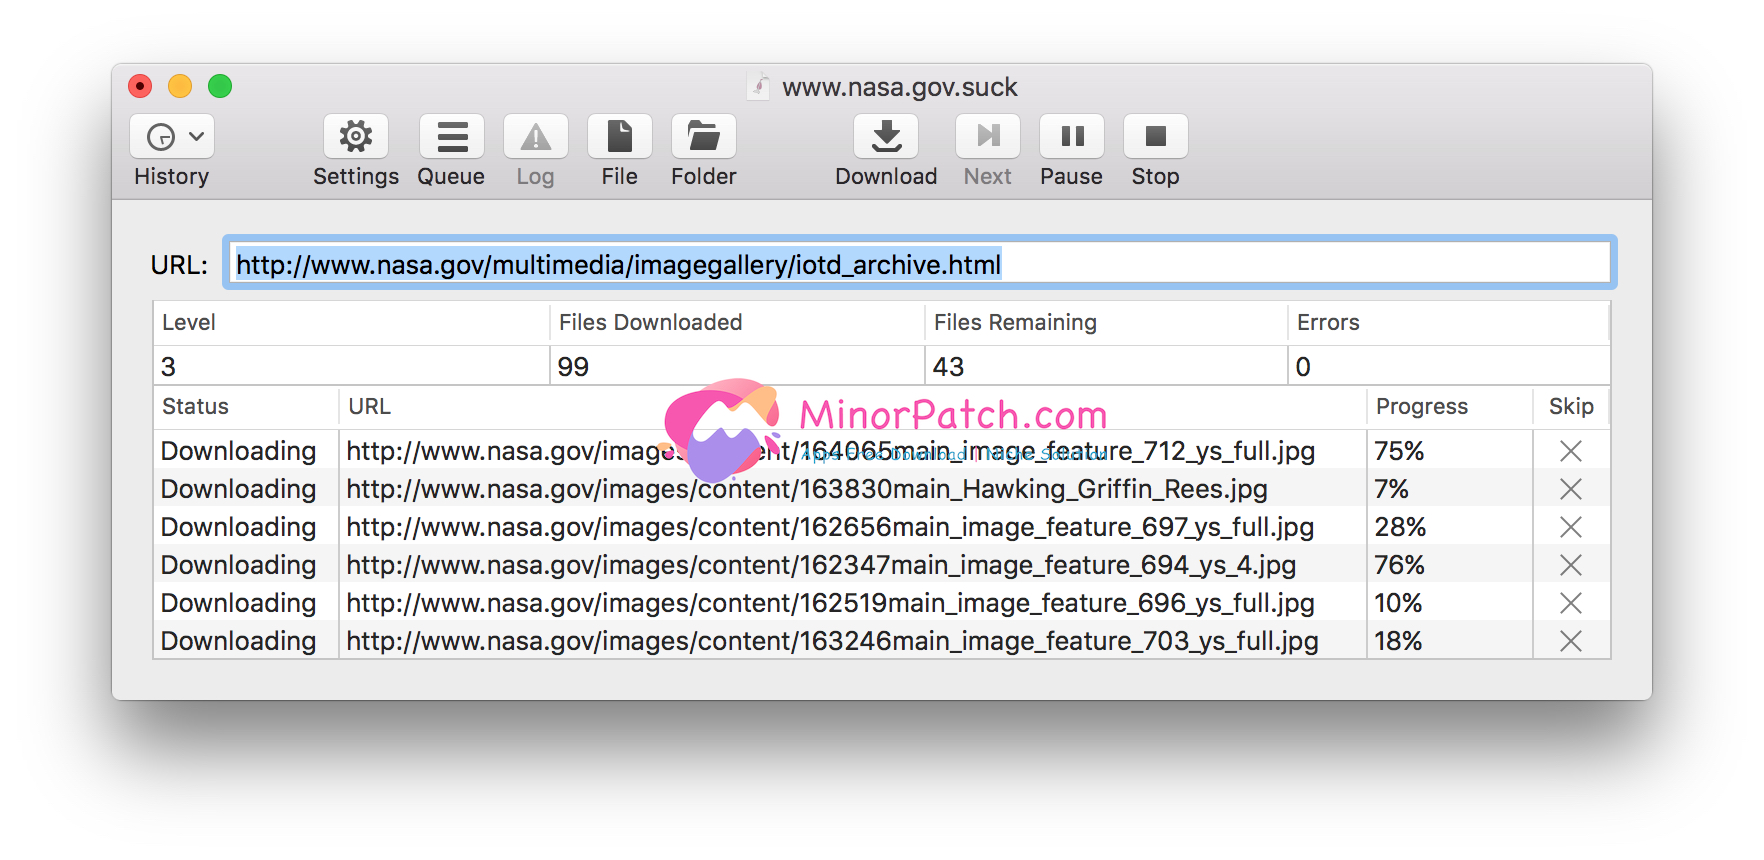 www.nasa.gov.suck
History Settings Queue Log File Folder Download Next Pause Stop
URL: http://www.nasa.gov/multimedia/imagegallery/iotd_archive.html
Level Files Downloaded Files Remaining Errors
3 99 43 0
Status URL Progress Skip
MinorPatch.com
Apps Free Download | Niche Solution
Downloading http://www.nasa.gov/images/content/164065main_image_feature_712_ys_full.jpg 75%
Downloading http://www.nasa.gov/images/content/163830main_Hawking_Griffin_Rees.jpg 7%
Downloading http://www.nasa.gov/images/content/162656main_image_feature_697_ys_full.jpg 28%
Downloading http://www.nasa.gov/images/content/162347main_image_feature_694_ys_4.jpg 76%
Downloading http://www.nasa.gov/images/content/162519main_image_feature_696_ys_full.jpg 10%
Downloading http://www.nasa.gov/images/content/163246main_image_feature_703_ys_full.jpg 18%